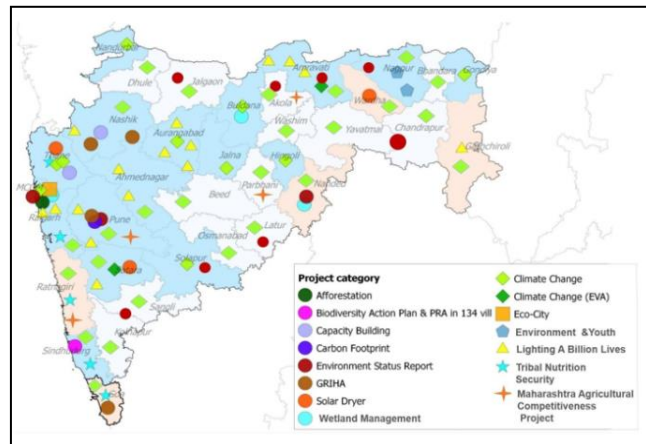 Nandurbar
Dhule
Jalgaon
Amravati
Nagpur
Bhandara
Gondiya
Buldana
Akola
Wardha
Nashik
Washim
Aurangabad
Yavatmal
Chandrapur
Gadchiroli
Jalna
Hingoli
Ahmednagar
Parbhani
Nanded
Beed
Raigarh
Pune
Latur
Osmanabad
Satara
Solapur
Ratnagiri
Sangli
Kolhapur
Sindhudurg
Project category
Afforestation
Biodiversity Action Plan & PRA in 134 vill
Capacity Building
Carbon Footprint
Environment Status Report
GRIHA
Solar Dryer
Wetland Management
Climate Change
Climate Change (EVA)
Eco-City
Environment &Youth
Lighting A Billion Lives
Tribal Nutrition
Security
Maharashtra Agricultural
Competitiveness
Project